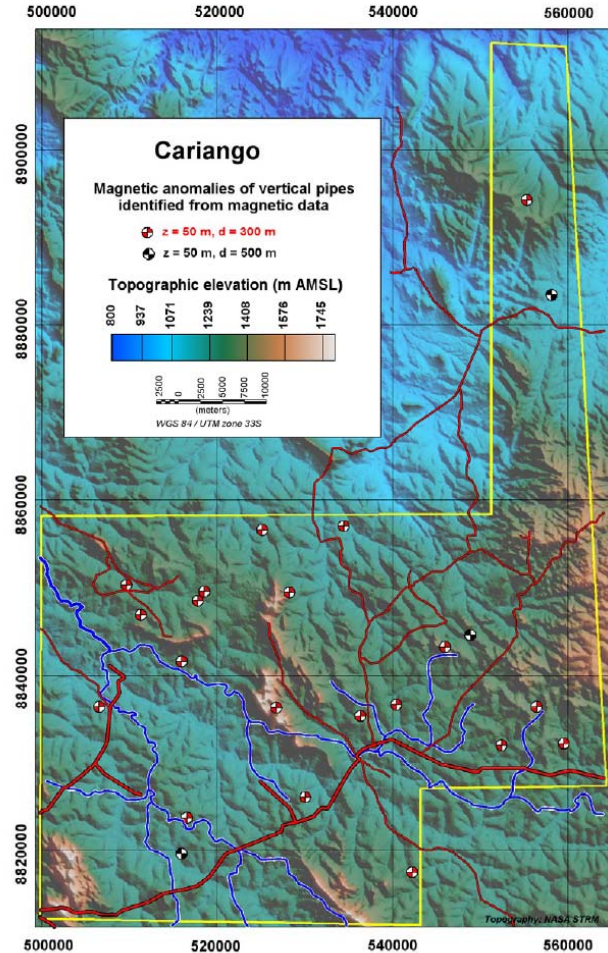 500000 520000 540000 560000
8900000
8880000
8860000
8840000
8820000
Cariango
Magnetic anomalies of vertical pipes
identified from magnetic data
z = 50 m, d = 300 m
z = 50 m, d = 500 m
Topographic elevation (m AMSL)
800 937 1071 1239 1408 1576 1745
2500 0 2500 5000 7500 10000
(meters)
WGS 84 / UTM zone 33S
Topography: NASA STRM
500000 520000 540000 560000